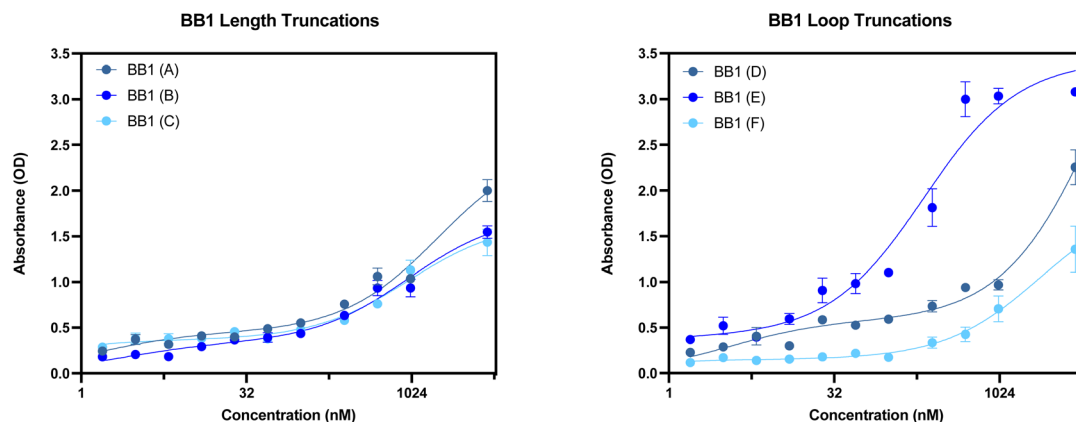 BB1 Length Truncations
3.5
3.0
2.5
2.0
1.5
1.0
0.5
0.0
Absorbance (OD)
BB1 (A)
BB1 (B)
BB1 (C)
1
32
1024
Concentration (nM)
BB1 Loop Truncations
3.5
3.0
2.5
2.0
1.5
1.0
0.5
0.0
Absorbance (OD)
BB1 (D)
BB1 (E)
BB1 (F)
1
32
1024
Concentration (nM)